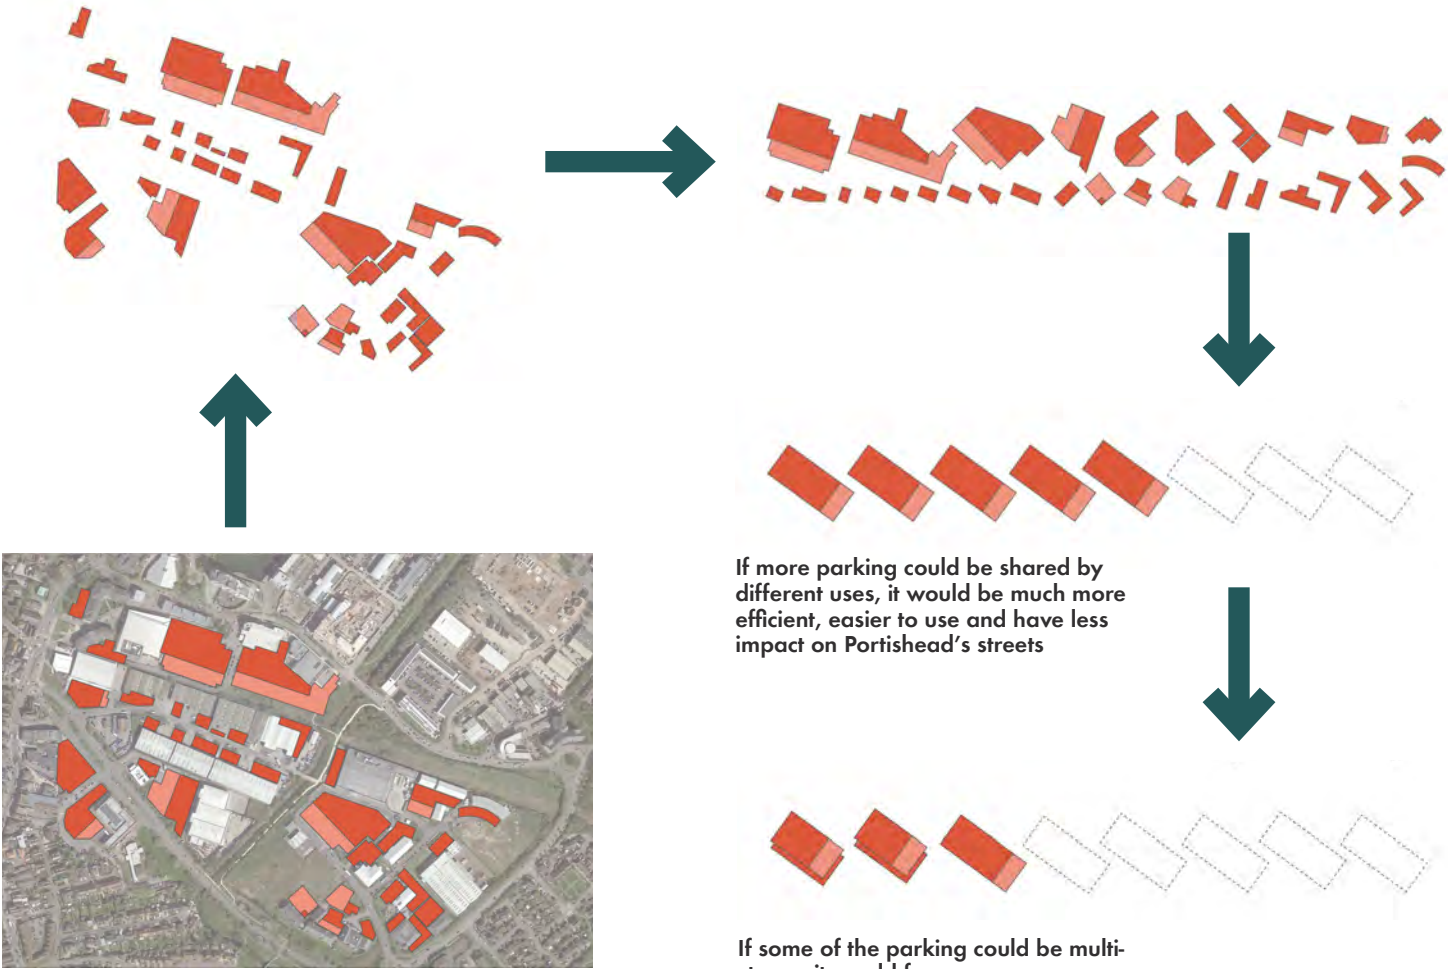 If more parking could be shared by
different uses, it would be much more
efficient, easier to use and have less
impact on Portishead’s streets
If some of the parking could be multi-